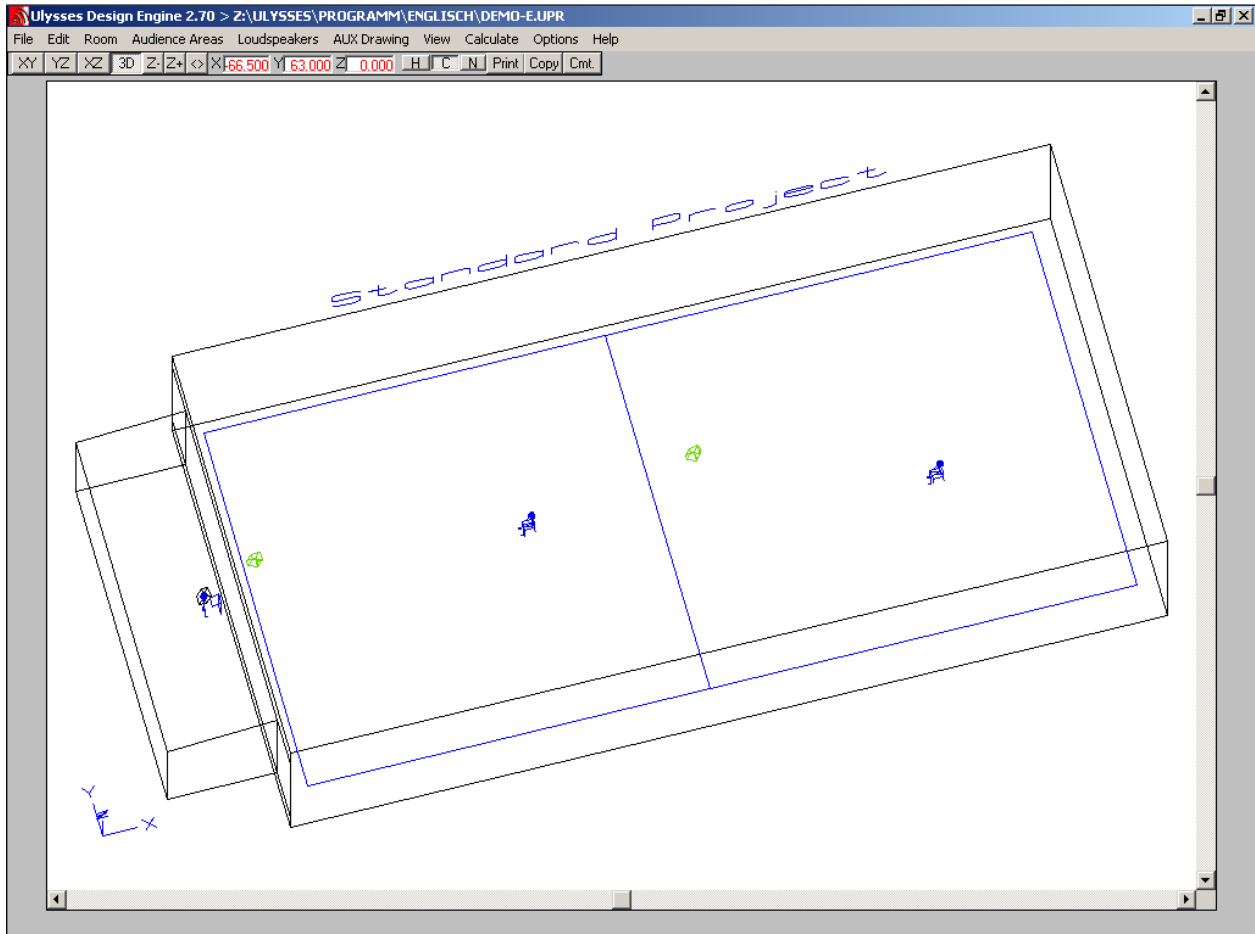 Ulysses Design Engine 2.70 > Z:\ULYSSES\PROGRAMM\ENGLISCH\DEMO-E.UPR
File Edit Room Audience Areas Loudspeakers AUX Drawing View Calculate Options Help
XY YZ XZ 3D Z- Z+ <> X -66.500 Y 63.000 Z 0.000 H C N Print Copy Cmt.
Standard Project
Y
Z
X